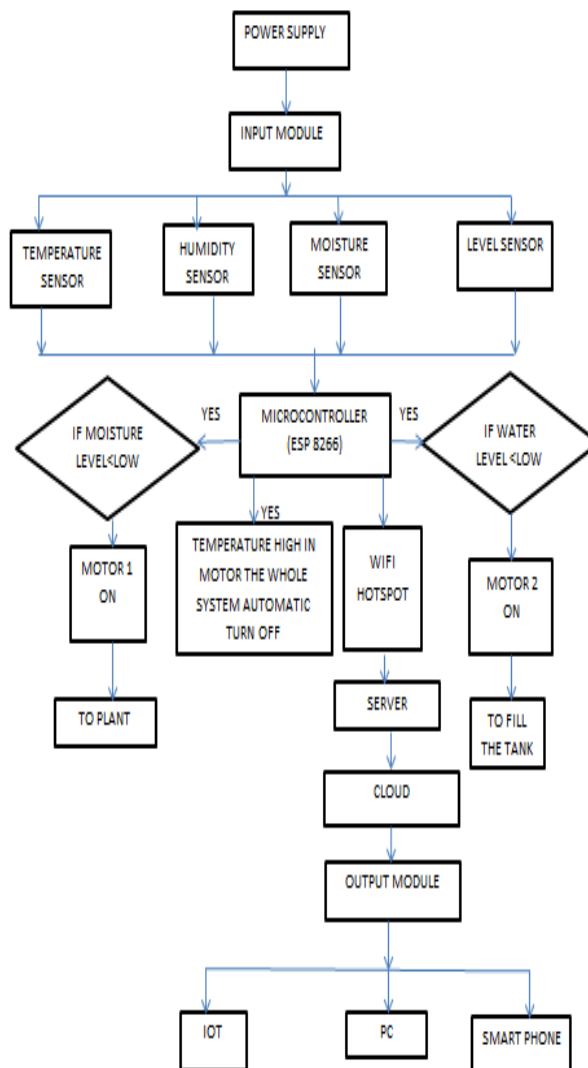 POWER SUPPLY
INPUT MODULE
TEMPERATURE
SENSOR
HUMIDITY
SENSOR
MOISTURE
SENSOR
LEVEL SENSOR
IF MOISTURE
LEVEL<LOW
YES
MICROCONTROLLER
(ESP 8266)
YES
IF WATER
LEVEL <LOW
YES
MOTOR 1
ON
TEMPERATURE HIGH IN
MOTOR THE WHOLE
SYSTEM AUTOMATIC
TURN OFF
WIFI
HOTSPOT
MOTOR 2
ON
TO PLANT
SERVER
TO FILL
THE TANK
CLOUD
OUTPUT MODULE
IOT
PC
SMART PHONE